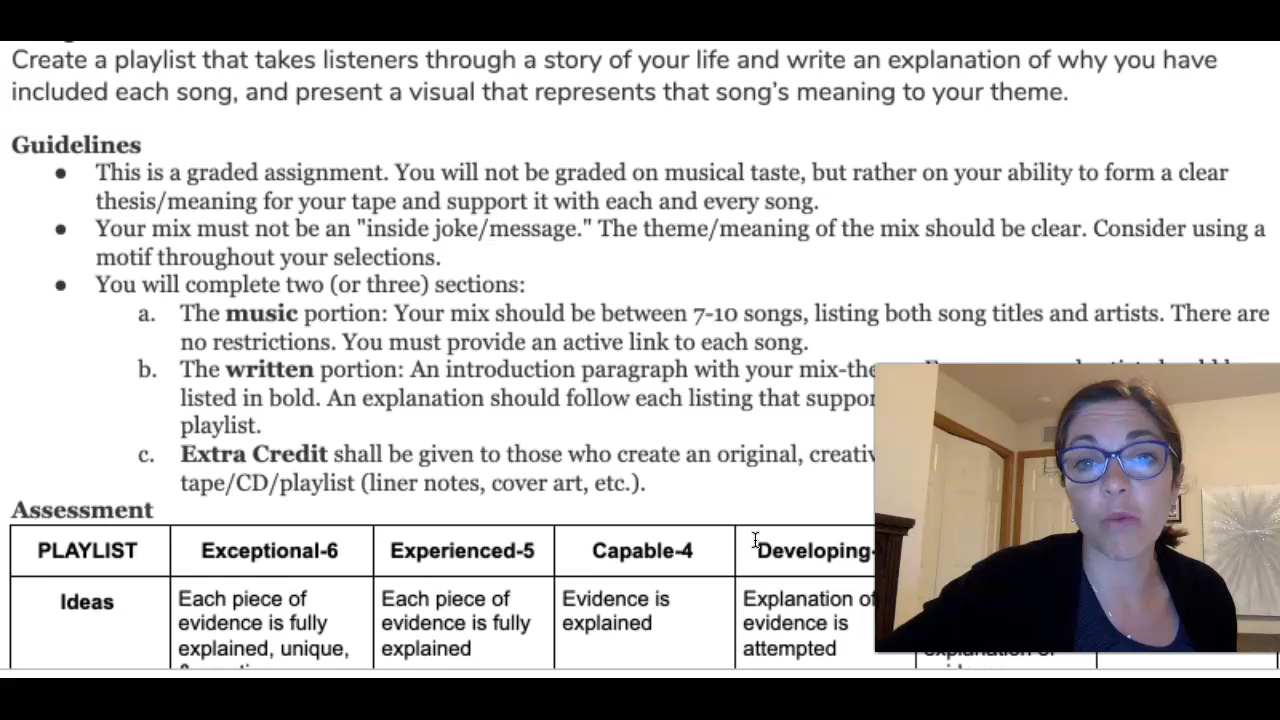 Create a playlist that takes listeners through a story of your life and write an explanation of why you have
included each song, and present a visual that represents that song's meaning to your theme.
Guidelines
● This is a graded assignment. You will not be graded on musical taste, but rather on your ability to form a clear
thesis/meaning for your tape and support it with each and every song.
● Your mix must not be an "inside joke/message." The theme/meaning of the mix should be clear. Consider using a
motif throughout your selections.
● You will complete two (or three) sections:
a. The music portion: Your mix should be between 7-10 songs, listing both song titles and artists. There are
no restrictions. You must provide an active link to each song.
b. The written portion: An introduction paragraph with your
listed in bold. An explanation should follow each listing that
playlist.
c. Extra Credit shall be given to those who create an original,
tape/CD/playlist (liner notes, cover art, etc.).
Assessment
PLAYLIST Exceptional-6 Experienced-5 Capable-4 Developing-
Ideas Each piece of Each piece of Evidence is Explanation of
evidence is fully evidence is fully explained evidence is
explained, unique, explained attempted